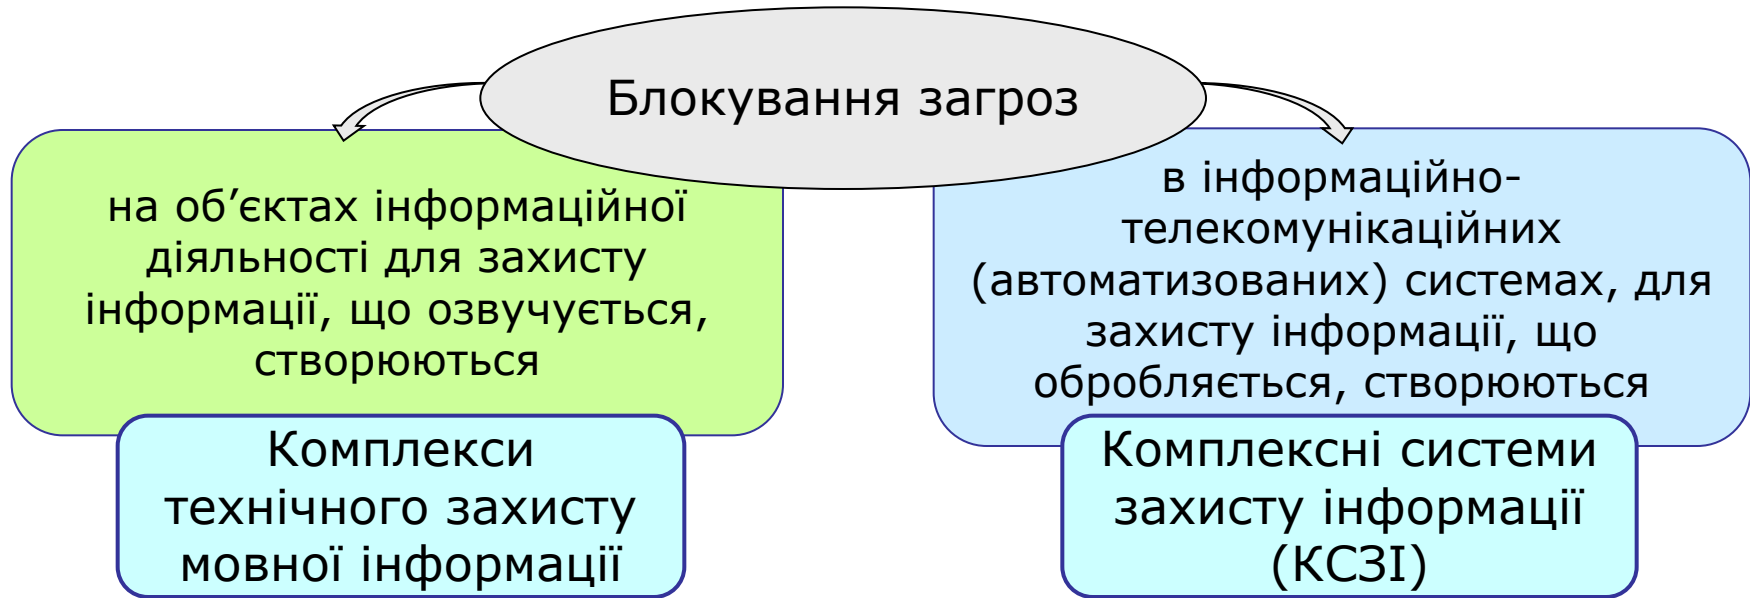 Блокування загроз
на об’єктах інформаційної
діяльності для захисту
інформації, що озвучується,
створюються
Комплекси
технічного захисту
мовної інформації
в інформаційно-
телекомунікаційних
(автоматизованих) системах, для
захисту інформації, що
обробляється, створюються
Комплексні системи
захисту інформації
(КСЗІ)